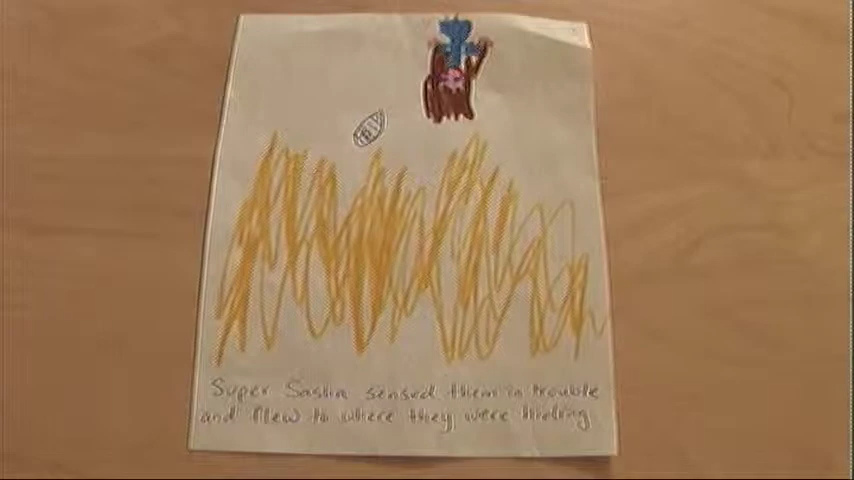 Super Sasha sensed them in trouble
and flew to where they were hiding